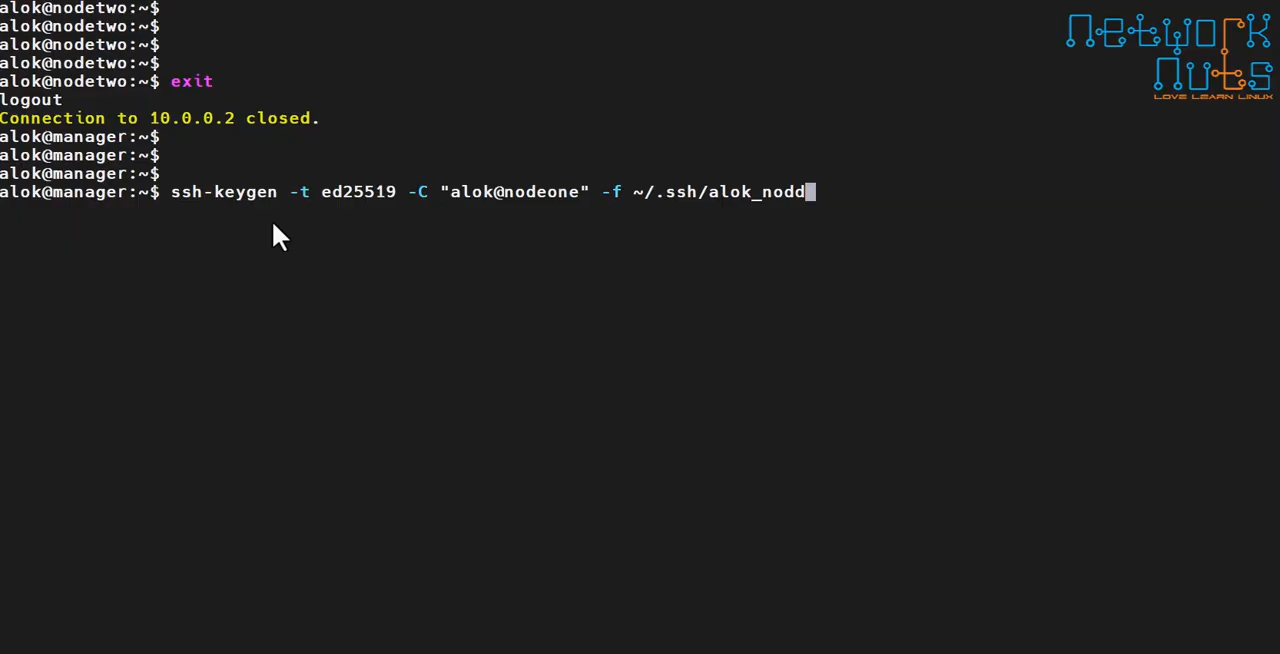 alok@nodetwo:~$
alok@nodetwo:~$
alok@nodetwo:~$
alok@nodetwo:~$
alok@nodetwo:~$ exit
logout
Connection to 10.0.0.2 closed.
alok@manager:~$
alok@manager:~$
alok@manager:~$
alok@manager:~$ ssh-keygen -t ed25519 -C "alok@nodeone" -f ~/.ssh/alok_nodd
network
nuts
LOVE LEARN LINUX